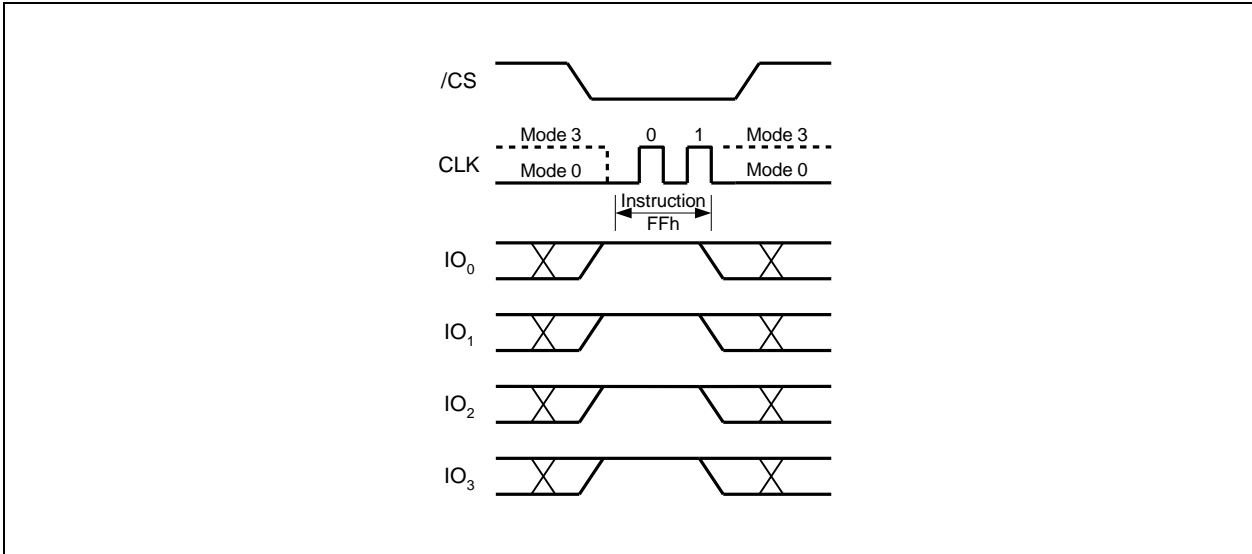 /CS
Mode 3 0 1 Mode 3
CLK
Mode 0 Mode 0
Instruction
FFh
IO0
IO1
IO2
IO3